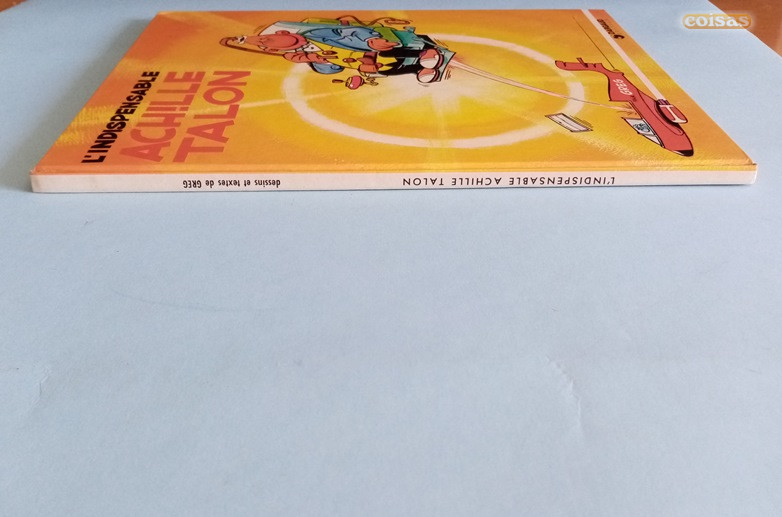 L'INDISPENSABLE
ACHILLE
TALON
GREG
coisas
L'INDISPENSABLE ACHILLE TALON
dessins et textes de GREG